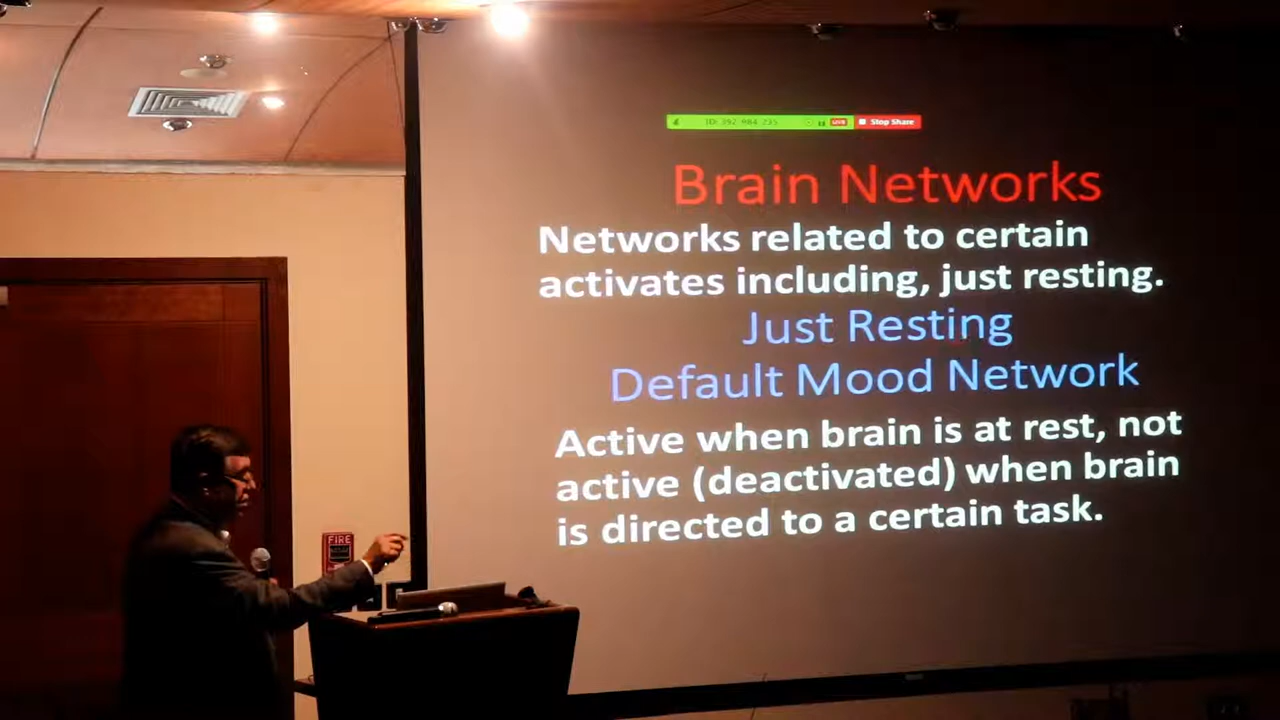 LIVE
Stop Share
Brain Networks
Networks related to certain
activates including, just resting.
Just Resting
Default Mood Network
Active when brain is at rest, not
active (deactivated) when brain
is directed to a certain task.
FIRE